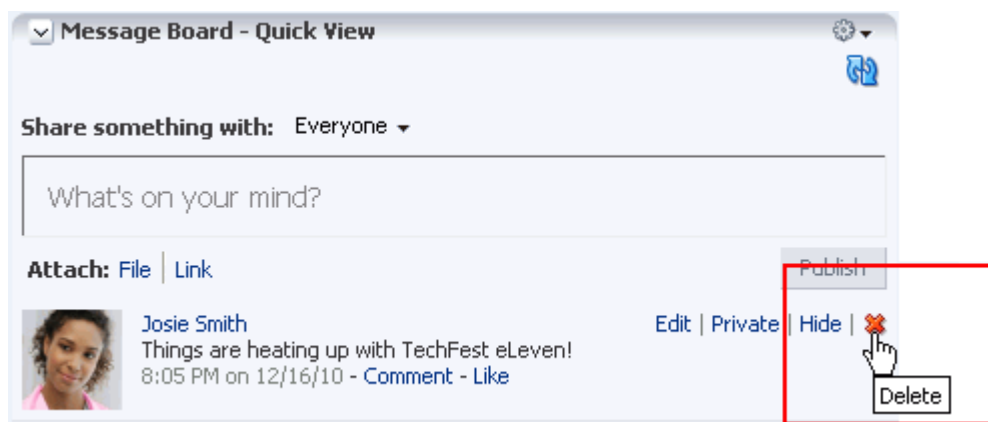 Message Board - Quick View
Share something with: Everyone
What's on your mind?
Attach: File | Link
Publish
Josie Smith
Edit | Private | Hide |
Things are heating up with TechFest eLeven!
8:05 PM on 12/16/10 - Comment - Like
Delete